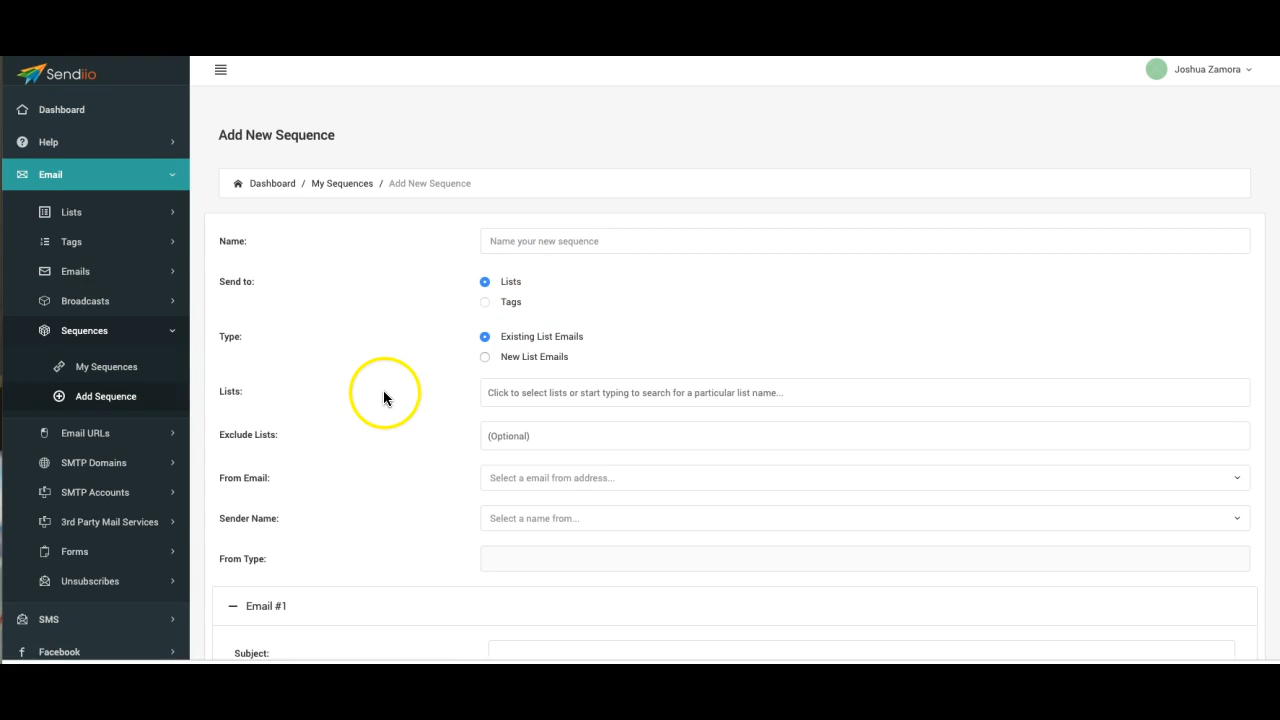 Sendiio
Joshua Zamora
Dashboard
Help
Email
Lists
Tags
Emails
Broadcasts
Sequences
My Sequences
Add Sequence
Email URLs
SMTP Domains
SMTP Accounts
3rd Party Mail Services
Forms
Unsubscribes
SMS
Facebook
Add New Sequence
Dashboard / My Sequences / Add New Sequence
Name: Name your new sequence
Send to: Lists
Tags
Type: Existing List Emails
New List Emails
Lists: Click to select lists or start typing to search for a particular list name...
Exclude Lists: (Optional)
From Email: Select a email from address...
Sender Name: Select a name from...
From Type:
Email #1
Subject: